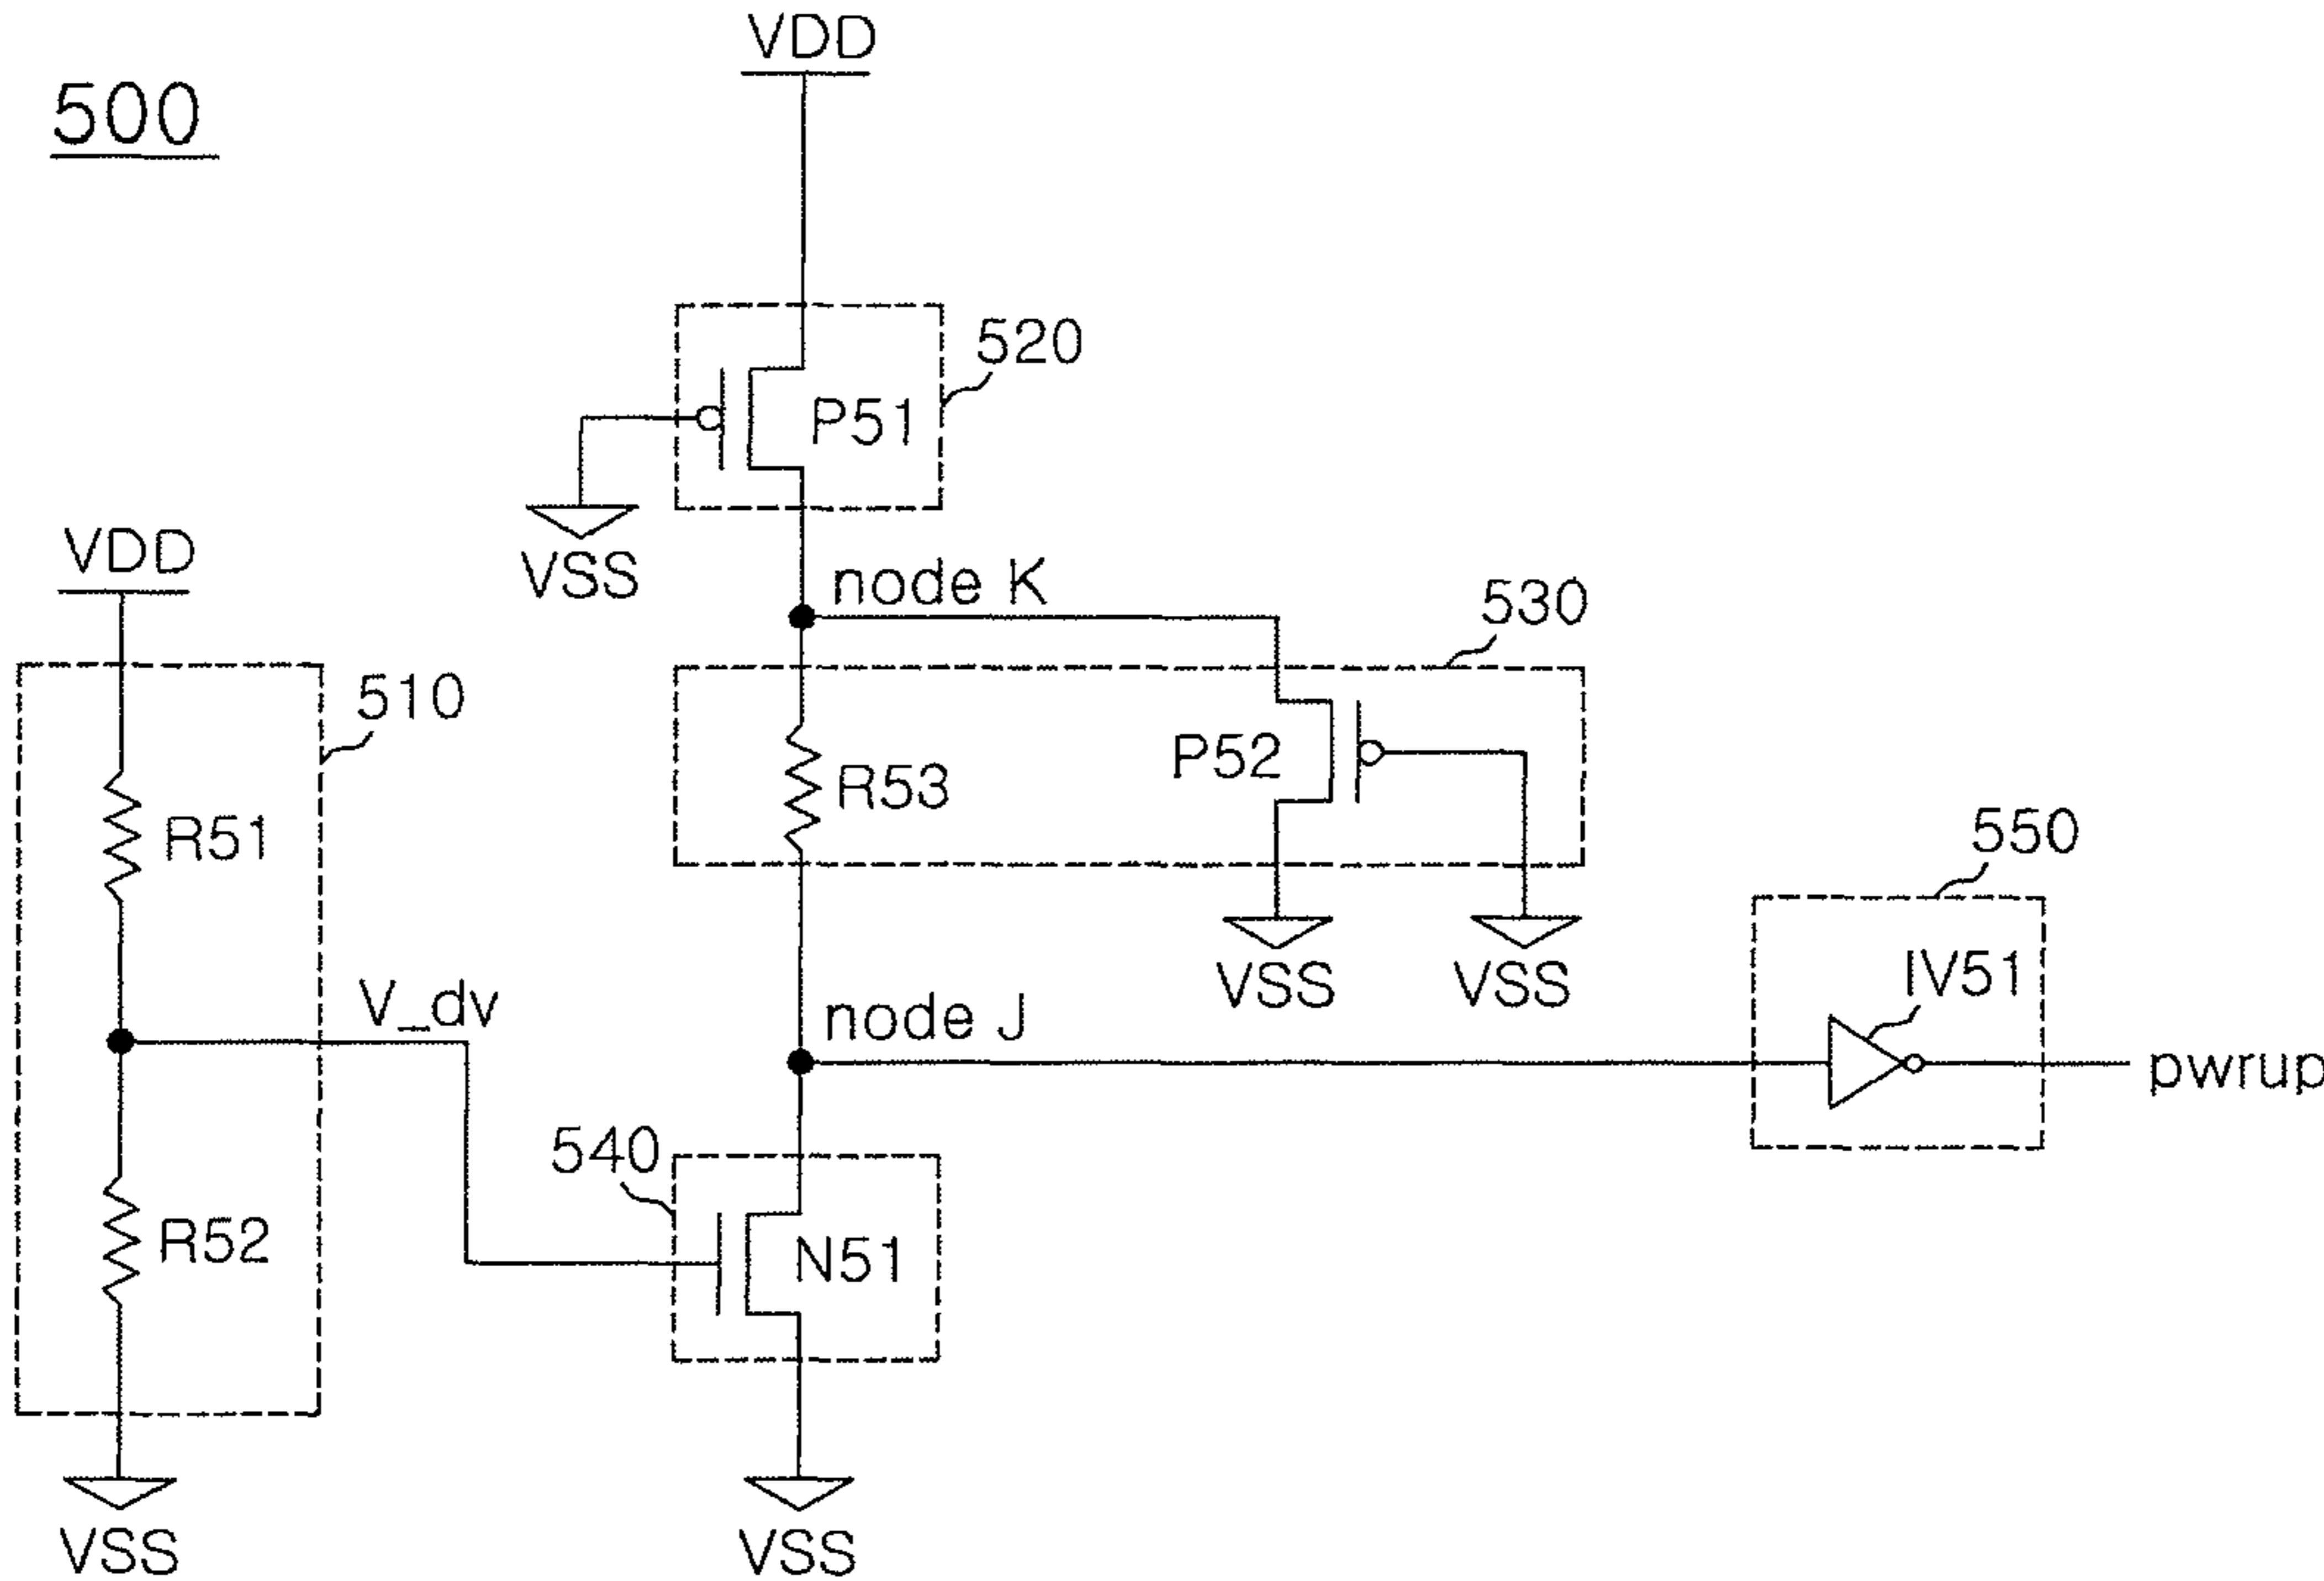 VDD
500
520
P51
VDD
VSS
node K
530
510
P52
R53
R51
550
VSS
VSS
IV51
V_dv
node J
pwrup
540
R52
N51
VSS
VSS